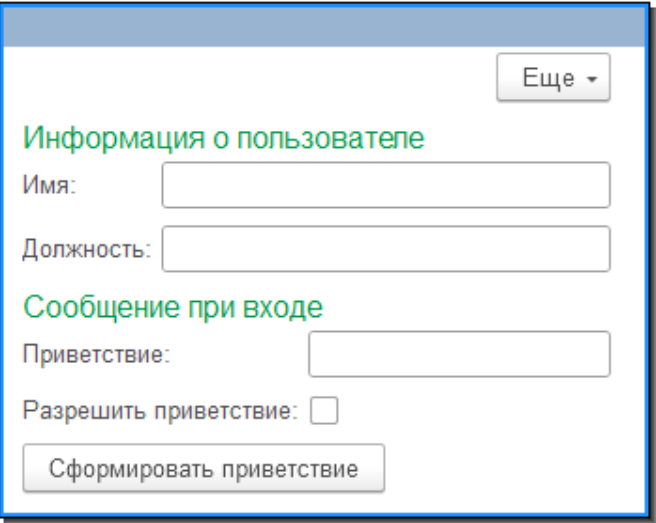 Еще
Информация о пользователе
Имя:
Должность:
Сообщение при входе
Приветствие:
Разрешить приветствие:
Сформировать приветствие